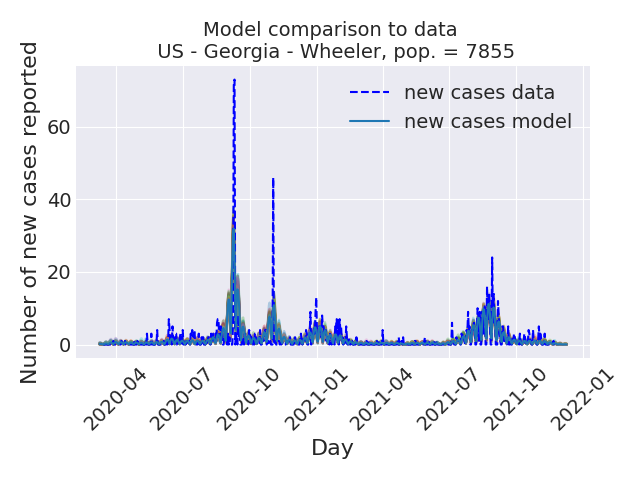 Model comparison to data
US - Georgia - Wheeler, pop. = 7855
new cases data
new cases model
Number of new cases reported
60
40
20
0
2020-04
2020-07
2020-10
2021-01
2021-04
2021-07
2021-10
2022-01
Day